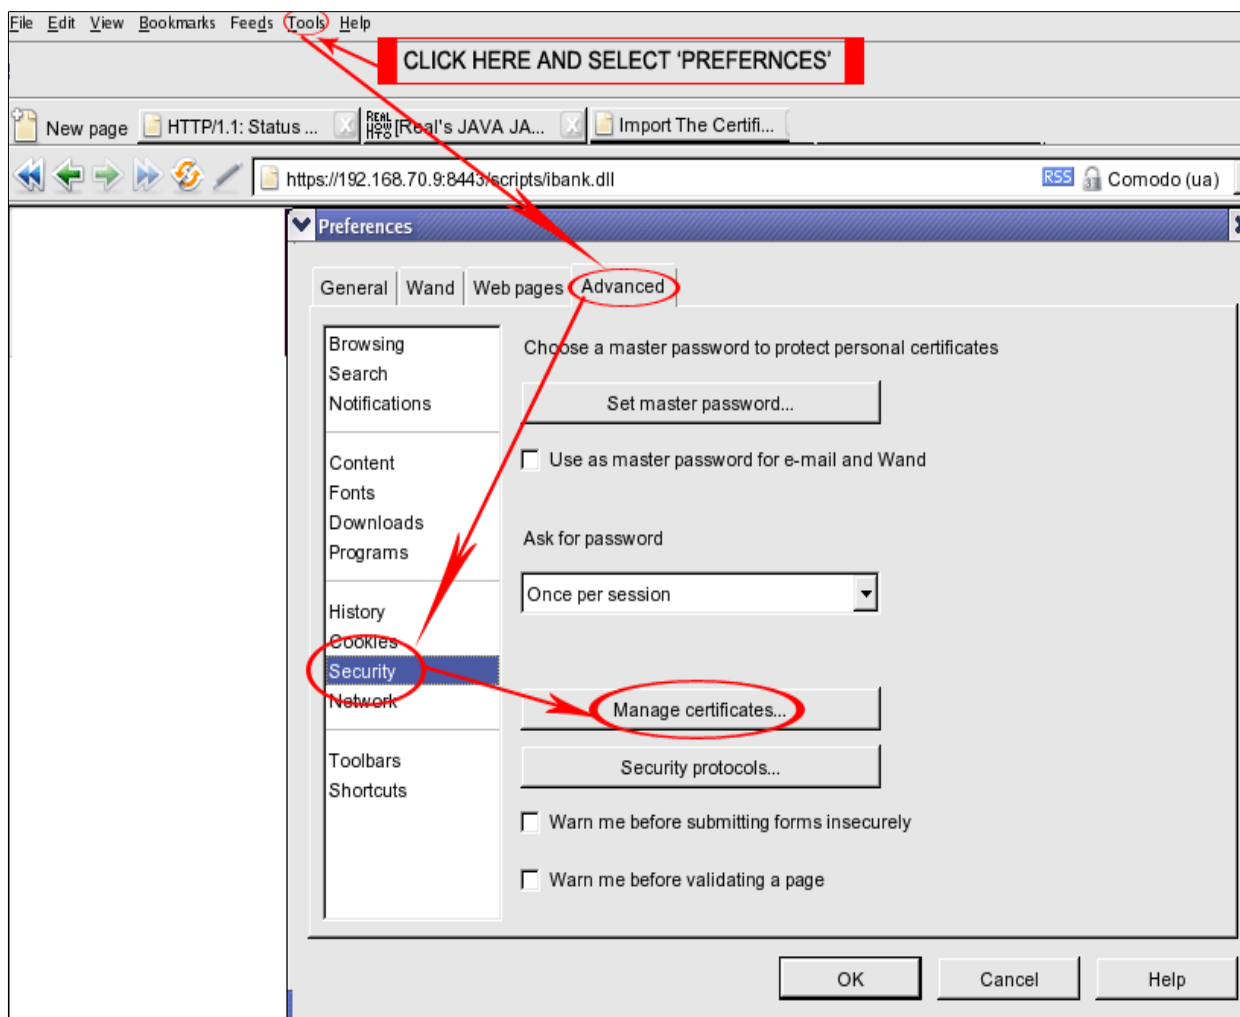 File Edit View Bookmarks Feeds Tools Help
CLICK HERE AND SELECT 'PREFERNCES'
New page HTTP/1.1: Status ... REAL HOW TO [Real's JAVA JA... Import The Certifi...
https://192.168.70.9:8443/scripts/ibank.dll RSS Comodo (ua)
Preferences
General Wand Web pages Advanced
Browsing
Search
Notifications
Content
Fonts
Downloads
Programs
History
Cookies
Security
Network
Toolbars
Shortcuts
Choose a master password to protect personal certificates
Set master password...
Use as master password for e-mail and Wand
Ask for password
Once per session
Manage certificates...
Security protocols...
Warn me before submitting forms insecurely
Warn me before validating a page
OK Cancel Help